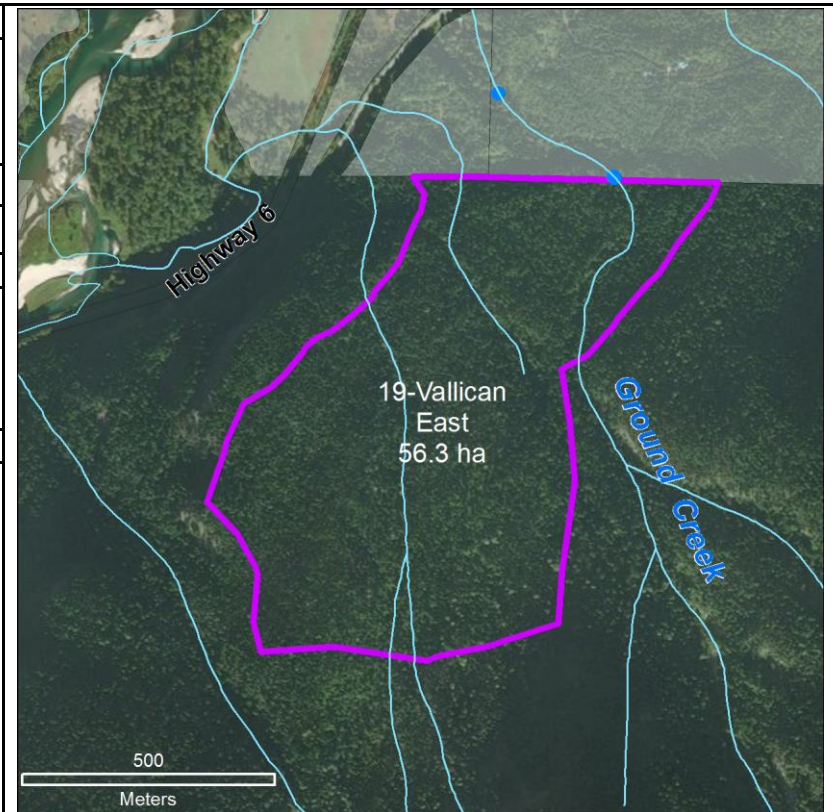 Highway 6
19-Vallican
East
56.3 ha
Ground Creek
500
Meters